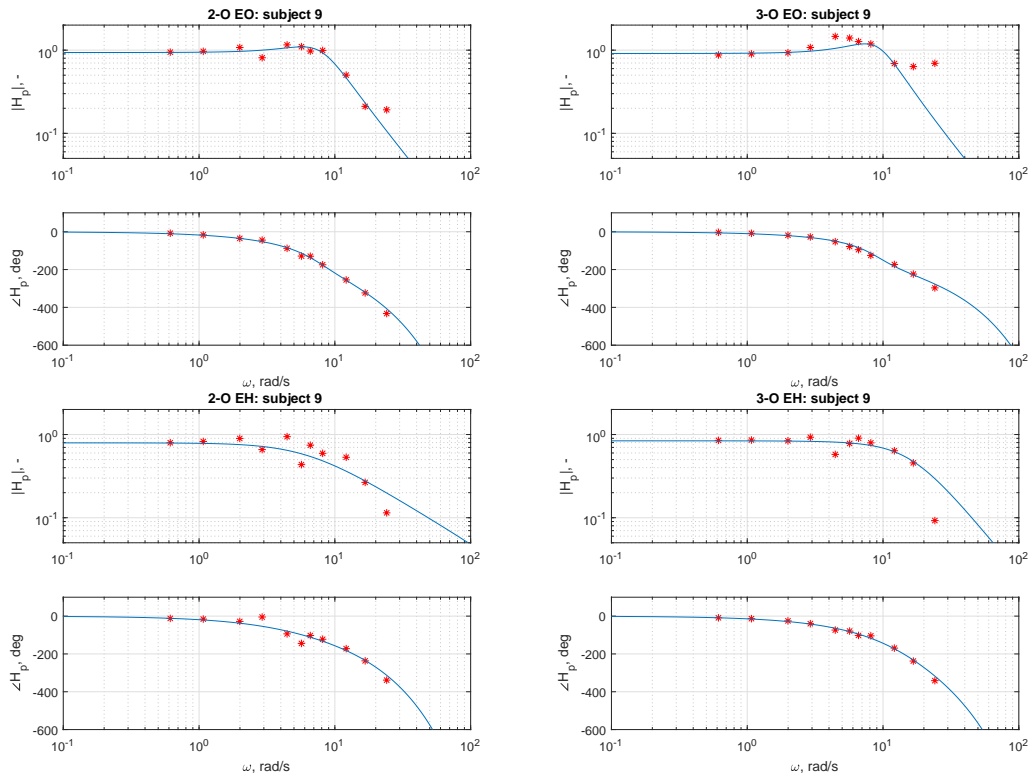 2-O EO: subject 9
|H_p|, -
10^0
10^-1
10^-1 10^0 10^1 10^2
∠H_p, deg
0
-200
-400
-600
10^-1 10^0 10^1 10^2
ω, rad/s
3-O EO: subject 9
|H_p|, -
10^0
10^-1
10^-1 10^0 10^1 10^2
∠H_p, deg
0
-200
-400
-600
10^-1 10^0 10^1 10^2
ω, rad/s
2-O EH: subject 9
|H_p|, -
10^0
10^-1
10^-1 10^0 10^1 10^2
∠H_p, deg
0
-200
-400
-600
10^-1 10^0 10^1 10^2
ω, rad/s
3-O EH: subject 9
|H_p|, -
10^0
10^-1
10^-1 10^0 10^1 10^2
∠H_p, deg
0
-200
-400
-600
10^-1 10^0 10^1 10^2
ω, rad/s